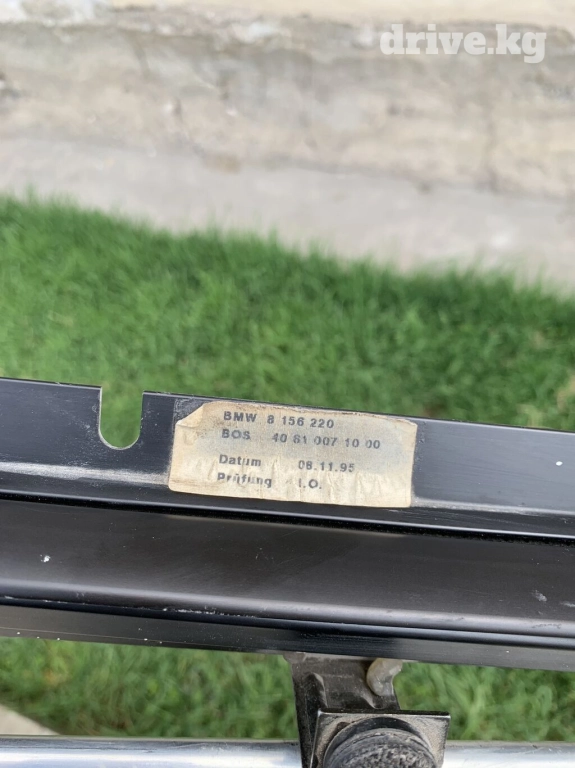 drive.kg
BMW 8 156 220
BOS 40 61 007 10 00
Datum 08.11.95
Prüfung i.O.